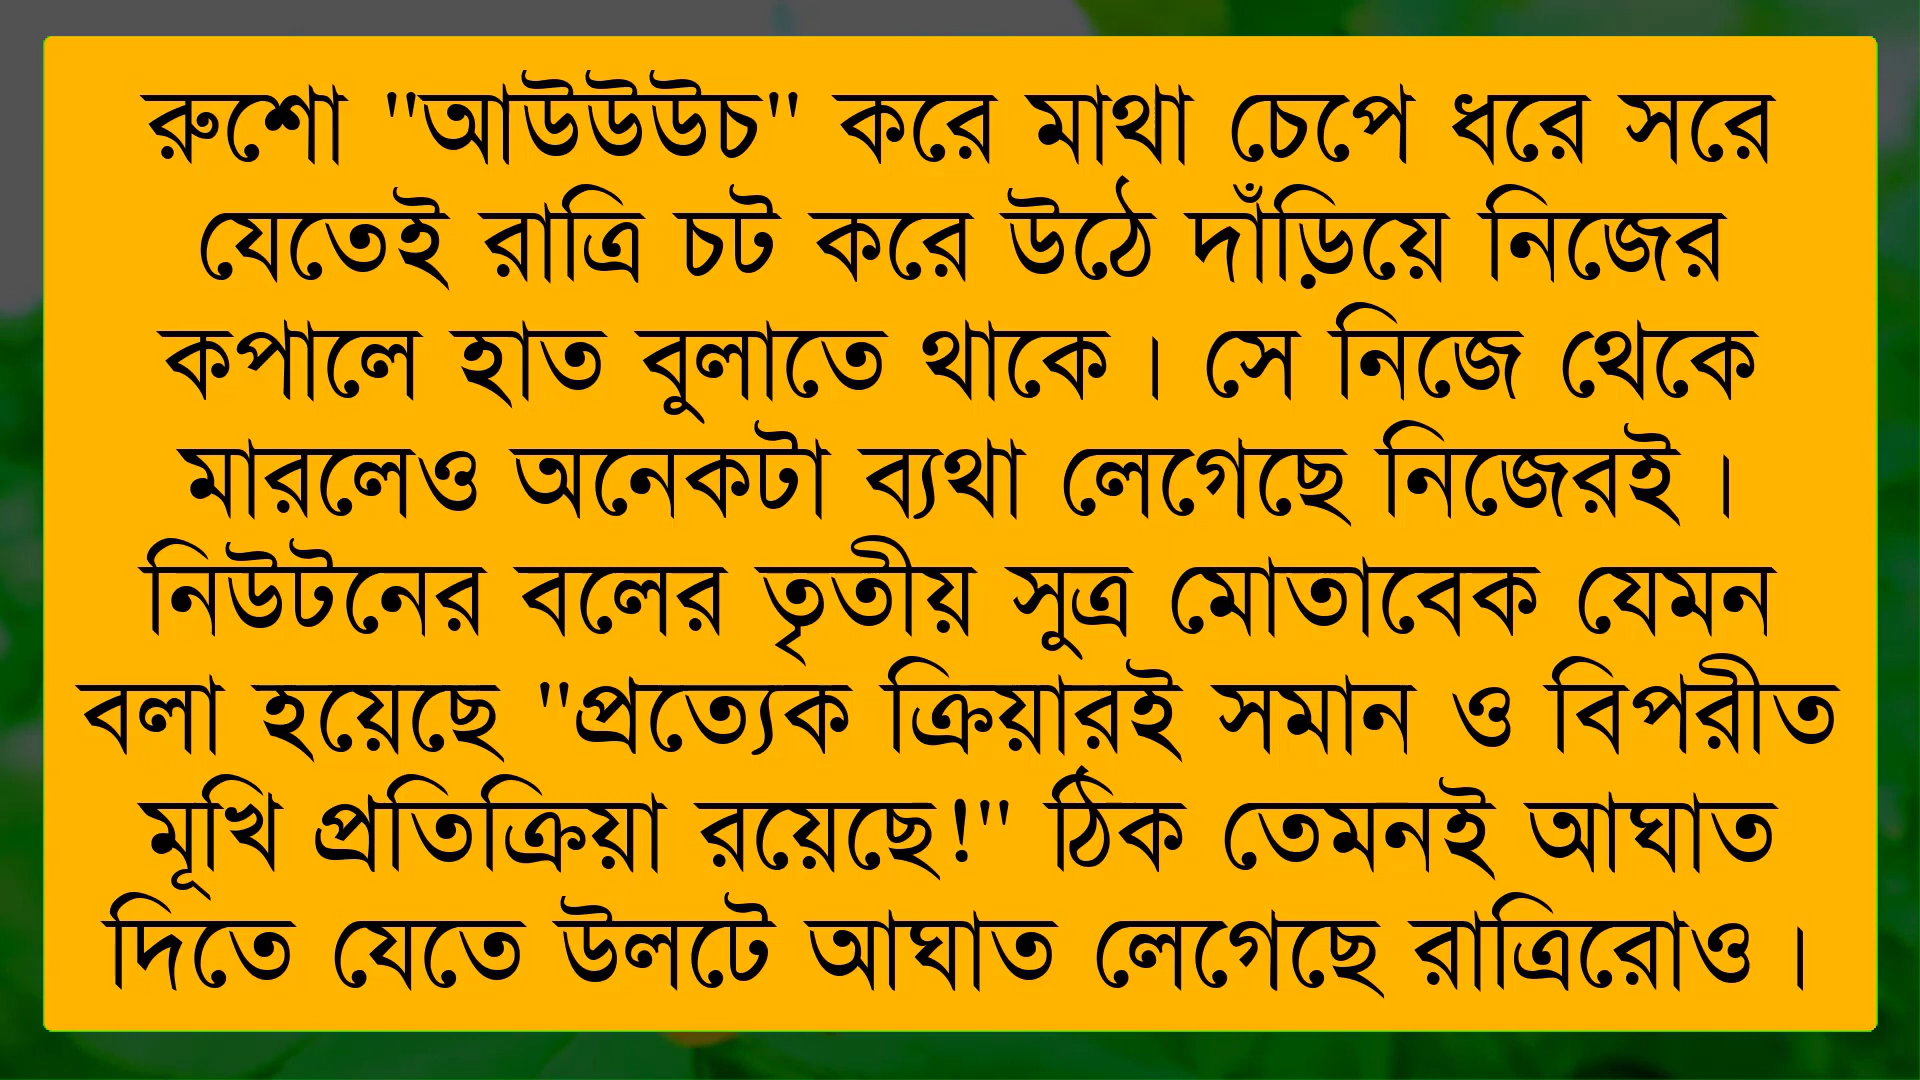 রুশো "আউউউচ" করে মাথা চেপে ধরে সরে
যেতেই রাত্রি চট করে উঠে দাঁড়িয়ে নিজের
কপালে হাত বুলাতে থাকে। সে নিজে থেকে
মারলেও অনেকটা ব্যথা লেগেছে নিজেরই।
নিউটনের বলের তৃতীয় সুত্র মোতাবেক যেমন
বলা হয়েছে "প্রত্যেক ক্রিয়ারই সমান ও বিপরীত
মূখি প্রতিক্রিয়া রয়েছে!" ঠিক তেমনই আঘাত
দিতে যেতে উলটে আঘাত লেগেছে রাত্রিরোও।